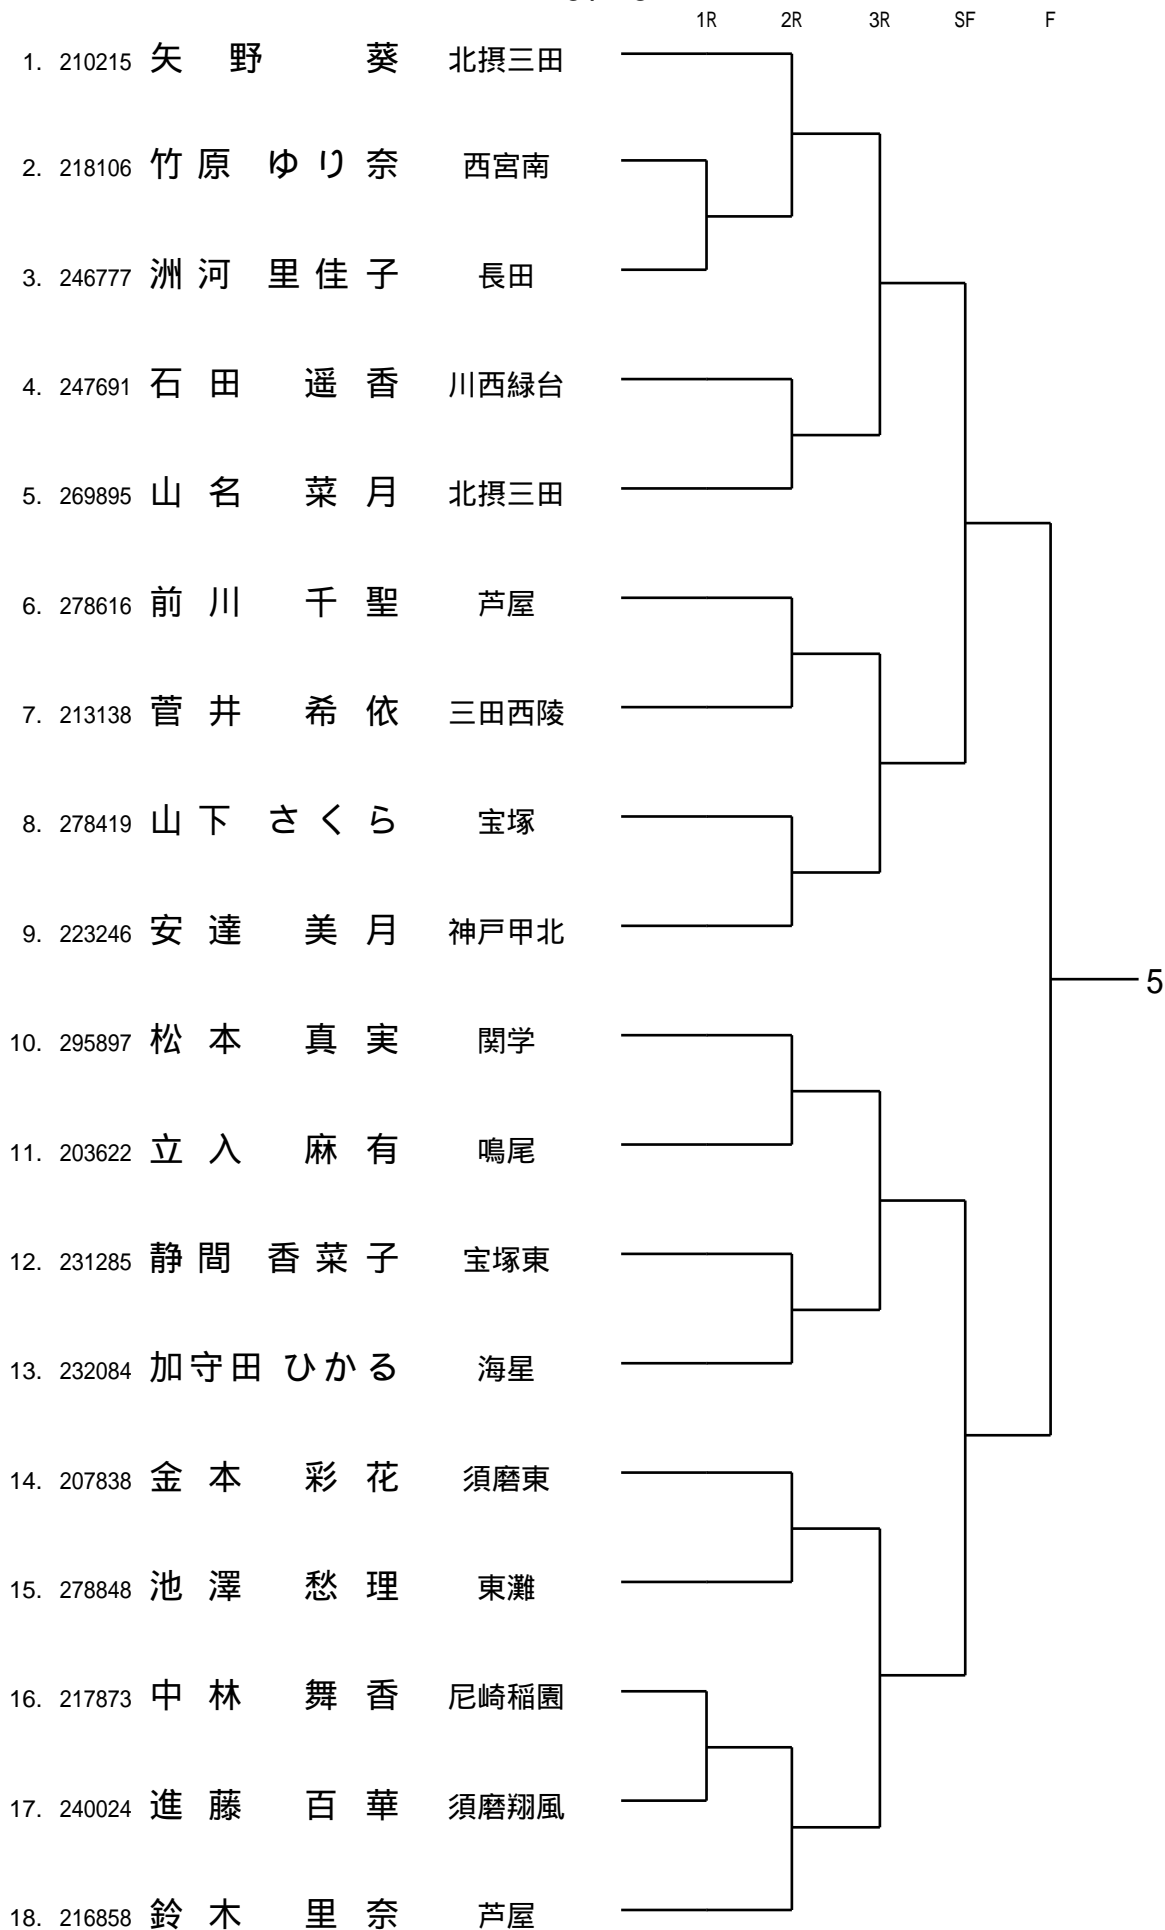 1R 2R 3R SF F
1. 210215 矢野 葵 北摂三田
2. 218106 竹原 ゆり奈 西宮南
3. 246777 洲河 里佳子 長田
4. 247691 石田 遥香 川西緑台
5. 269895 山名 菜月 北摂三田
6. 278616 前川 千聖 芦屋
7. 213138 菅井 希依 三田西陵
8. 278419 山下 さくら 宝塚
9. 223246 安達 美月 神戸甲北
5
10. 295897 松本 真実 関学
11. 203622 立入 麻有 鳴尾
12. 231285 静間 香菜子 宝塚東
13. 232084 加守田 ひかる 海星
14. 207838 金本 彩花 須磨東
15. 278848 池澤 愁理 東灘
16. 217873 中林 舞香 尼崎稲園
17. 240024 進藤 百華 須磨翔風
18. 216858 鈴木 里奈 芦屋